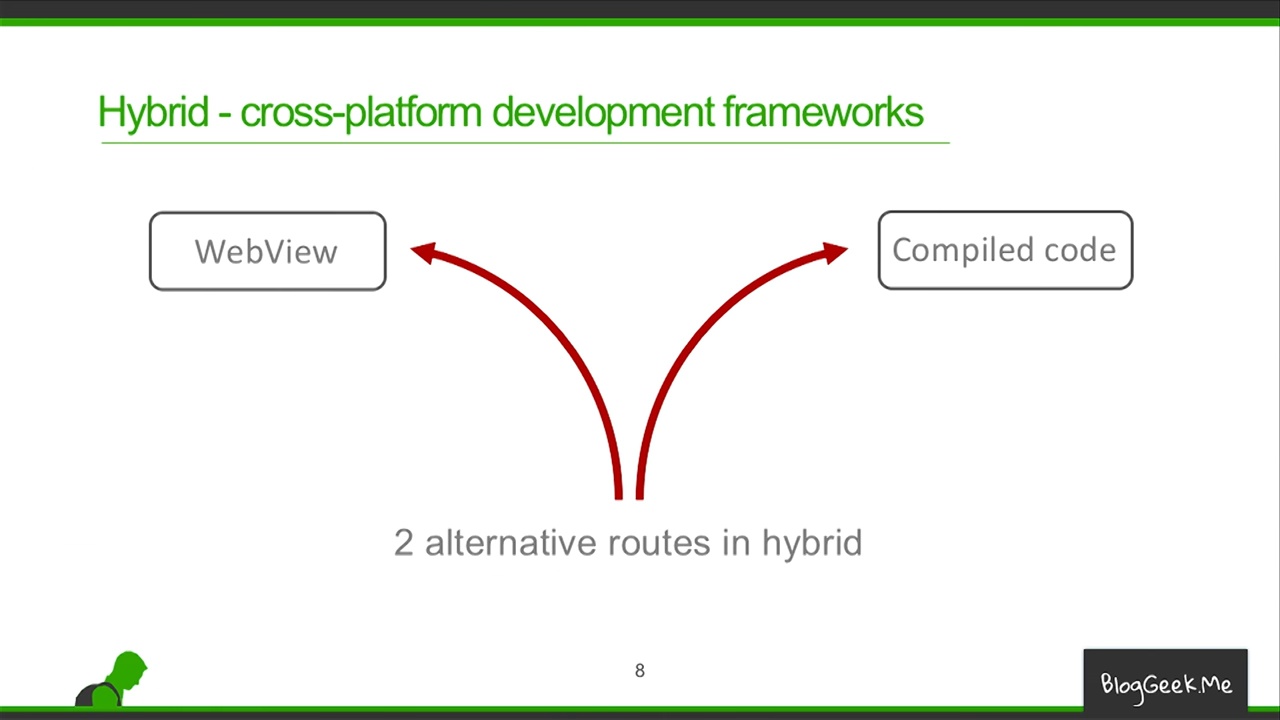 Hybrid - cross-platform development frameworks
WebView
Compiled code
2 alternative routes in hybrid
8
BlogGeek.Me